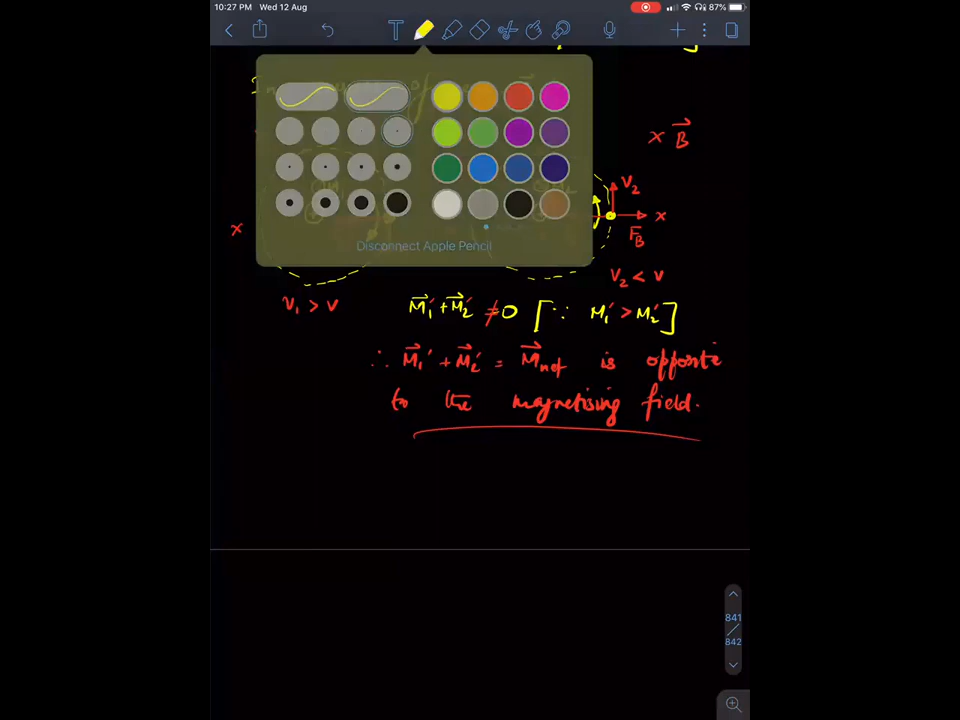 10:27 PM Wed 12 Aug
87%
T
Disconnect Apple Pencil
× B⃗
V₂
× x
F_B
V₂ < V
V₁ > V
M⃗₁′ + M⃗₂′ ≠ 0 [∵ M₁′ > M₂′]
∴ M⃗₁′ + M⃗₂′ = M⃗net is opposite
to the magnetising field.
841
/
842